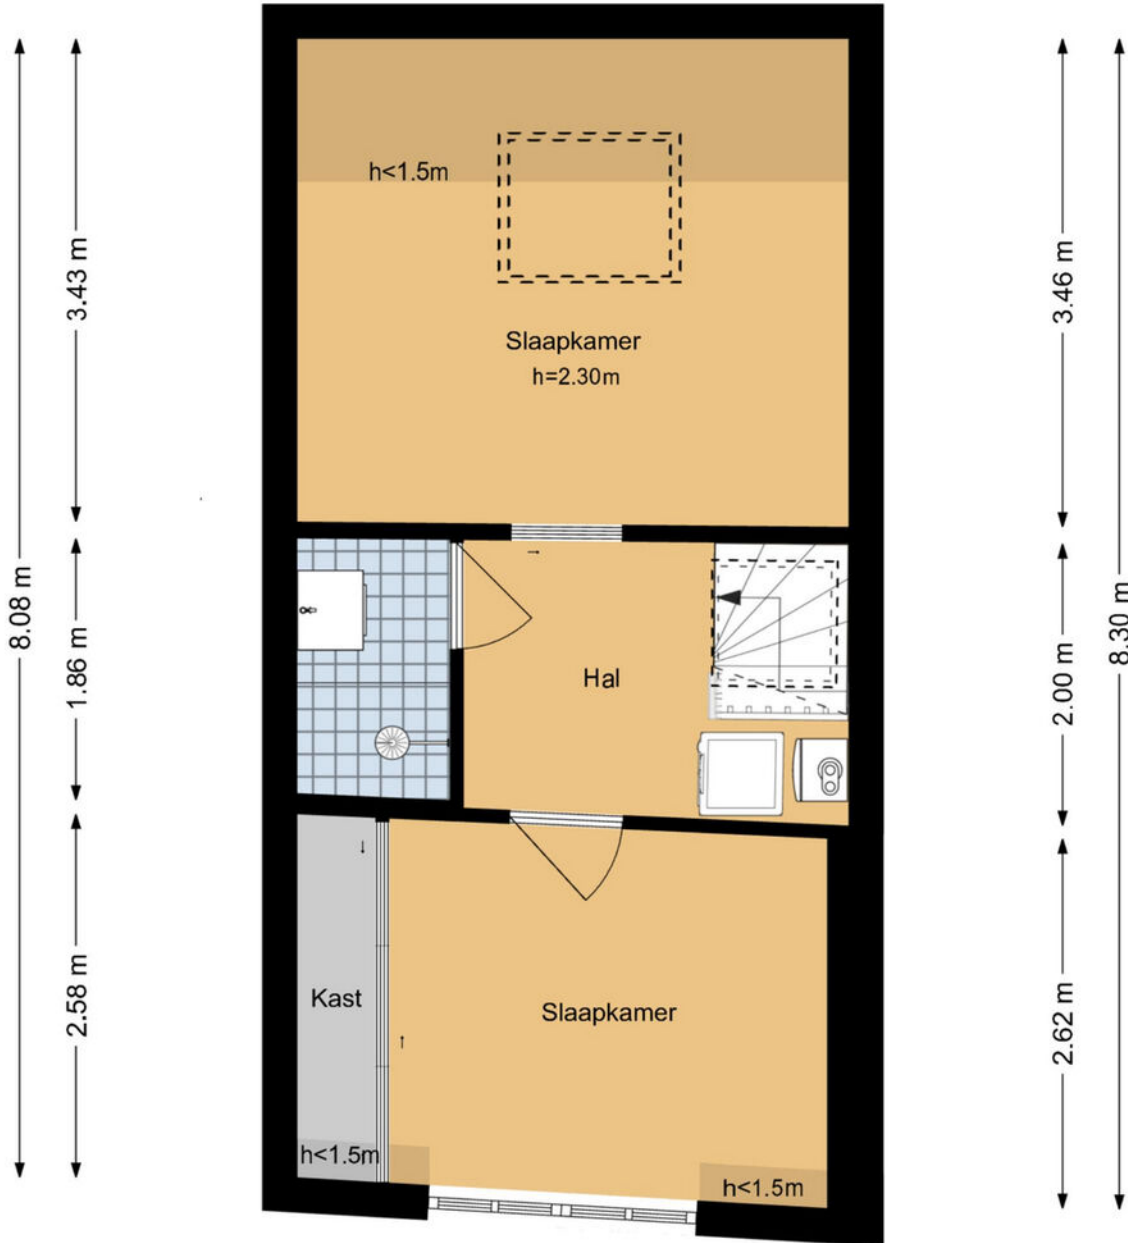 h<1.5m
3.43 m
3.46 m
Slaapkamer
h=2.30m
8.08 m
8.30 m
1.86 m
Hal
2.00 m
2.58 m
Kast
Slaapkamer
2.62 m
h<1.5m
h<1.5m